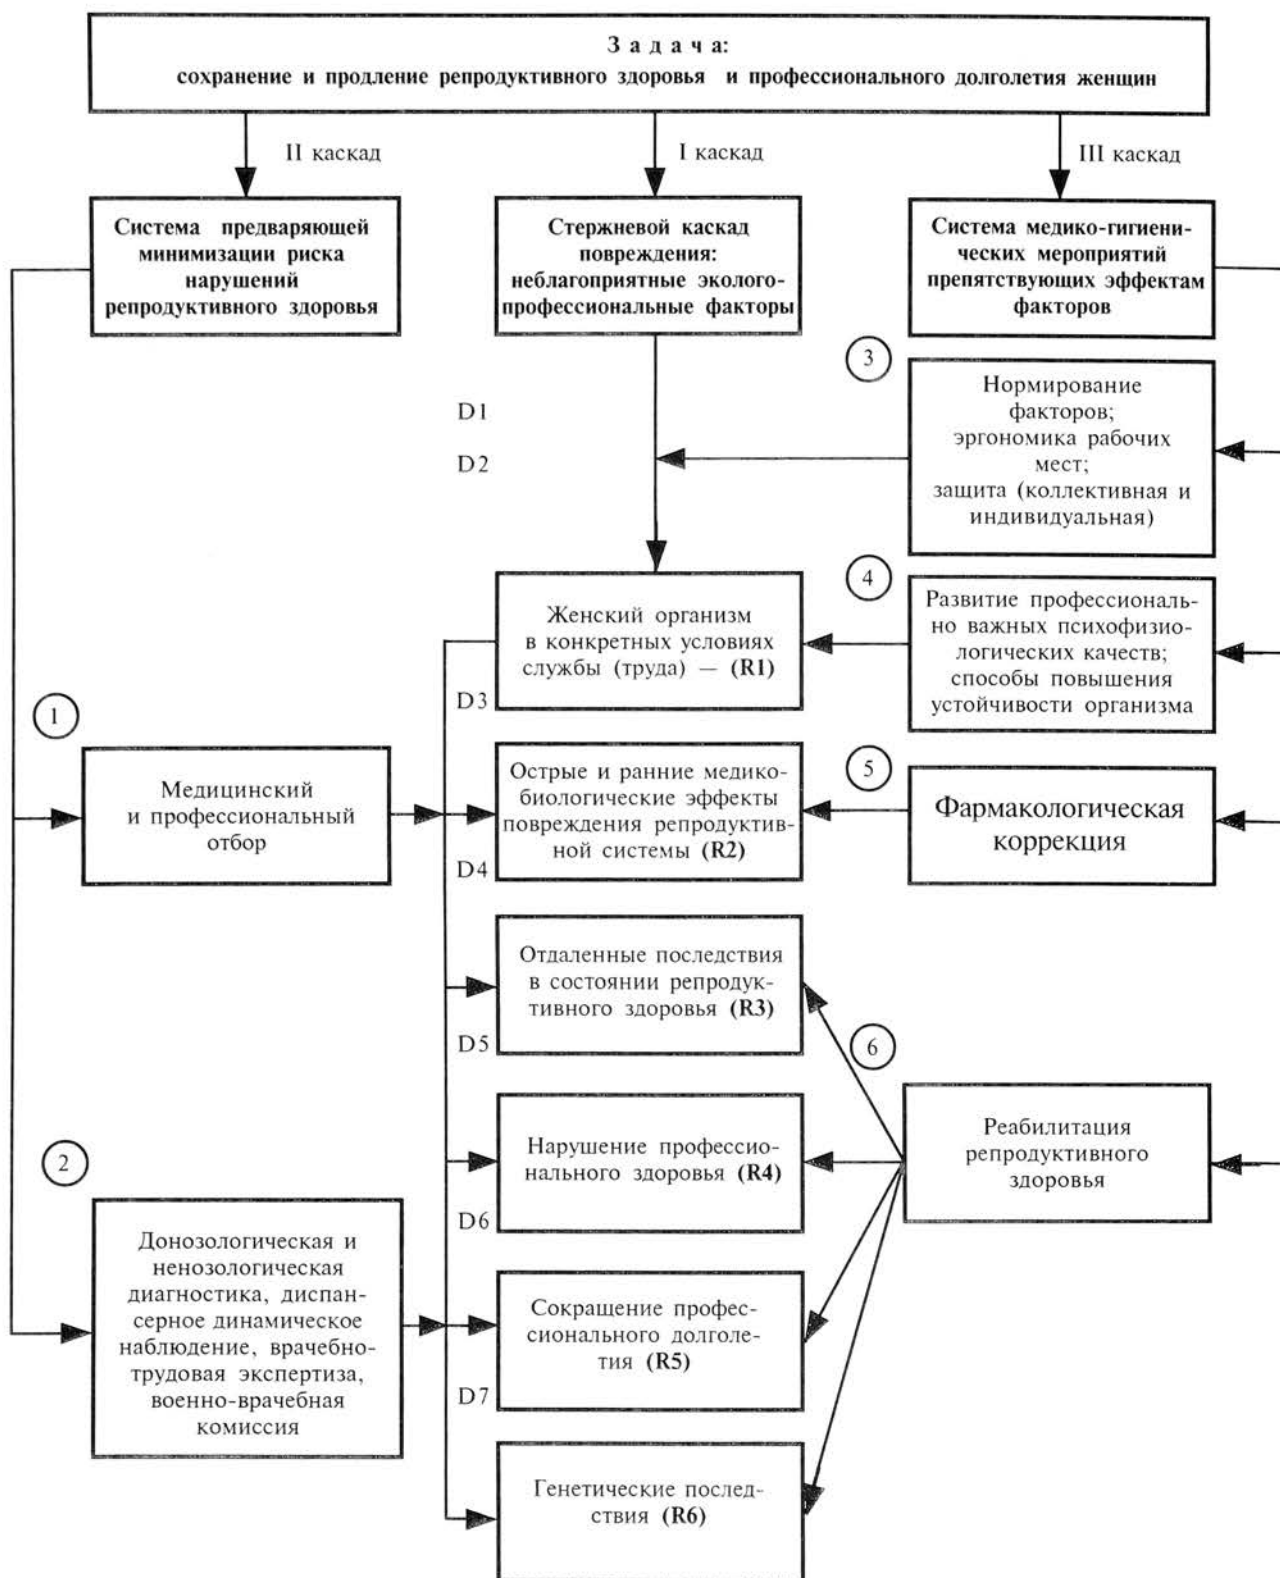 З а д а ч а:
сохранение и продление репродуктивного здоровья и профессионального долголетия женщин
II каскад
I каскад
III каскад
Система предваряющей
минимизации риска
нарушений
репродуктивного здоровья
Стержневой каскад
повреждения:
неблагоприятные эколого-
профессиональные факторы
Система медико-гигиени-
ческих мероприятий
препятствующих эффектам
факторов
3
Нормирование
факторов;
эргономика рабочих
мест;
защита (коллективная и
индивидуальная)
D1
D2
4
Женский организм
в конкретных условиях
службы (труда) — (R1)
Развитие профессиональ-
но важных психофизио-
логических качеств;
способы повышения
устойчивости организма
D3
1
Медицинский
и профессиональный
отбор
Острые и ранние медико-
биологические эффекты
повреждения репродуктив-
ной системы (R2)
5
Фармакологическая
коррекция
D4
Отдаленные последствия
в состоянии репродук-
тивного здоровья (R3)
D5
6
2
Нарушение профессио-
нального здоровья (R4)
Реабилитация
репродуктивного
здоровья
D6
Донозологическая и
ненозологическая
диагностика, диспан-
серное динамическое
наблюдение, врачебно-
трудовая экспертиза,
военно-врачебная
комиссия
Сокращение профес-
сионального долголе-
тия (R5)
D7
Генетические послед-
ствия (R6)